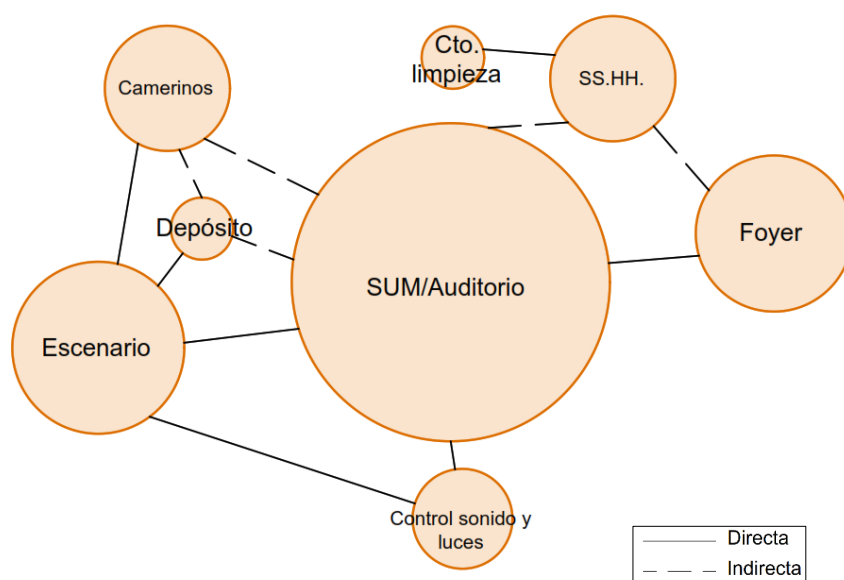 Cto.
limpieza
SS.HH.
Camerinos
Depósito
Foyer
SUM/Auditorio
Escenario
Control sonido y
luces
Directa
Indirecta